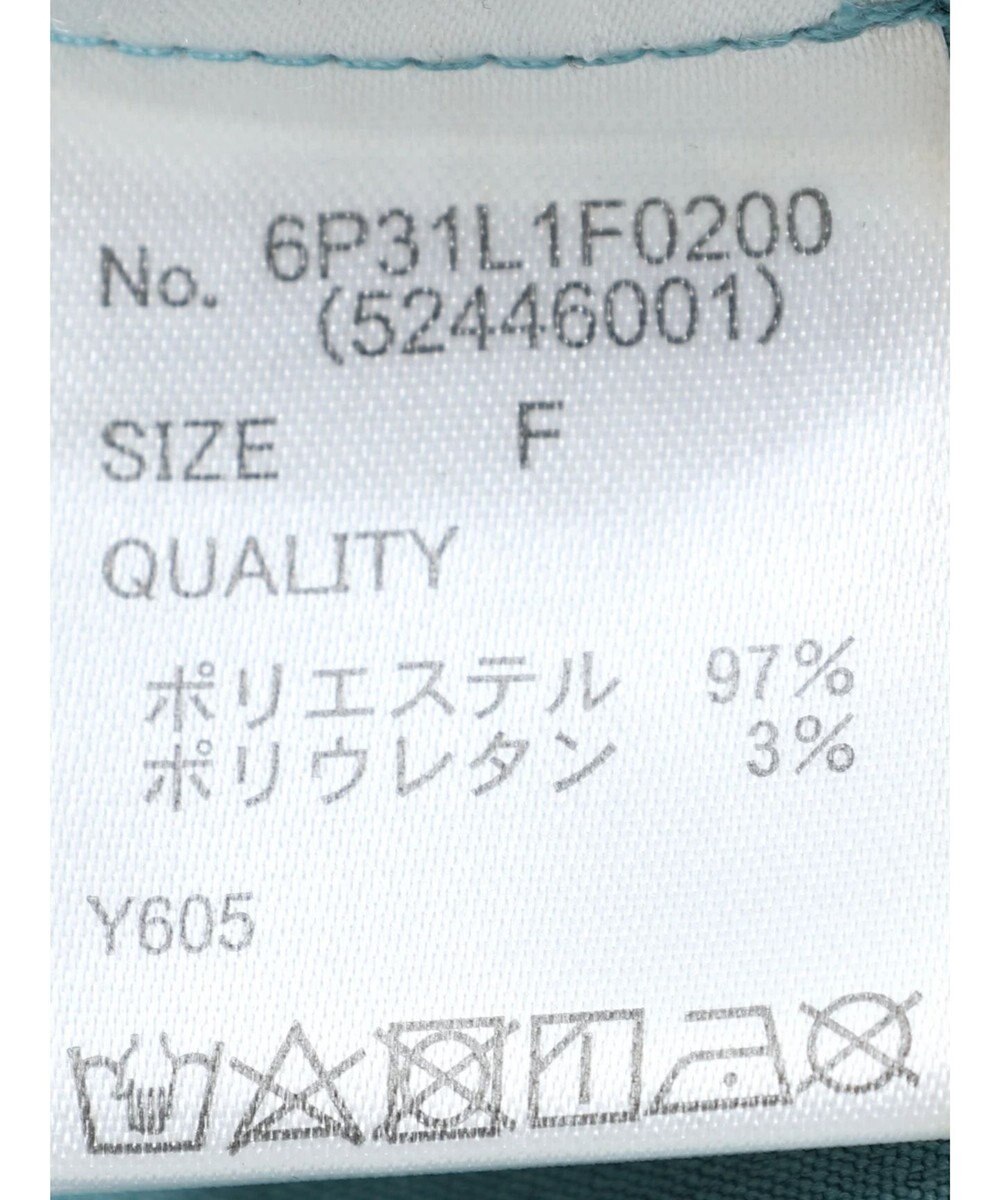 No. 6P31L1F0200
(52446001)
SIZE F
QUALITY
ポリエステル 97%
ポリウレタン 3%
Y605